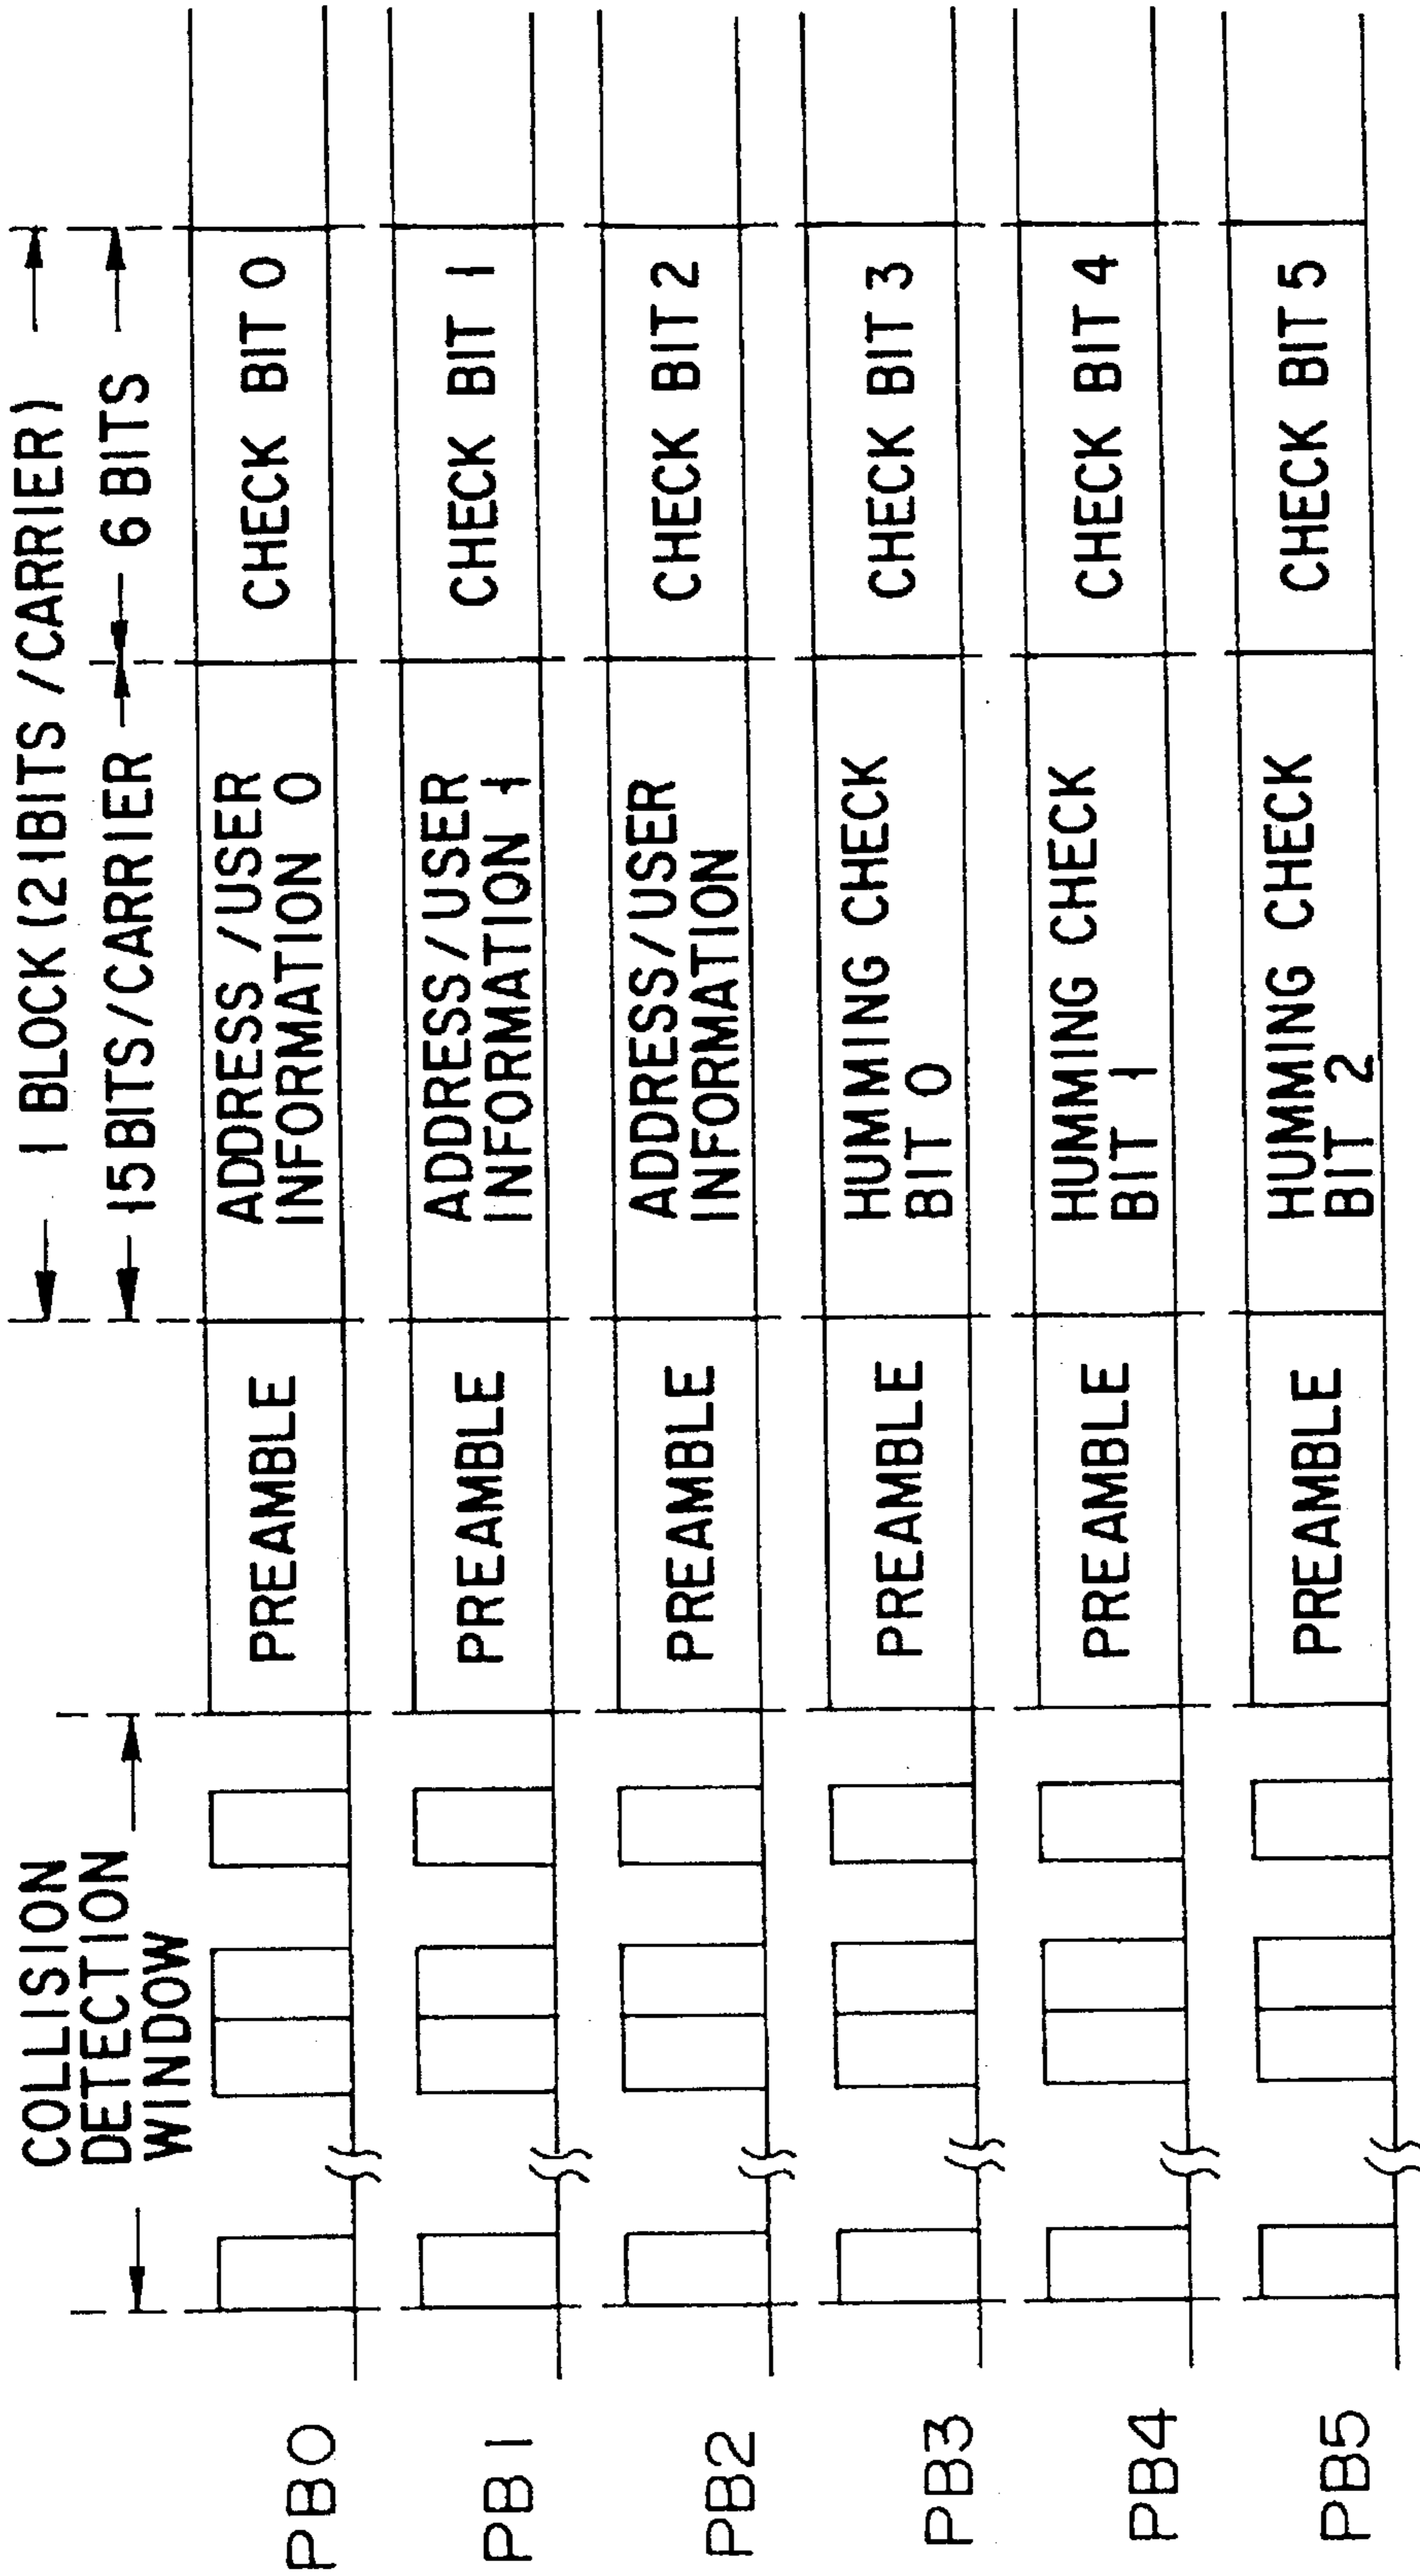 1 BLOCK (21BITS /CARRIER)
COLLISION
DETECTION
WINDOW
15BITS/CARRIER
6 BITS
PB0
PREAMBLE
ADDRESS /USER
INFORMATION 0
CHECK BIT 0
PB1
PREAMBLE
ADDRESS/USER
INFORMATION 1
CHECK BIT 1
PB2
PREAMBLE
ADDRESS/USER
INFORMATION
CHECK BIT 2
PB3
PREAMBLE
HUMMING CHECK
BIT 0
CHECK BIT 3
PB4
PREAMBLE
HUMMING CHECK
BIT 1
CHECK BIT 4
PB5
PREAMBLE
HUMMING CHECK
BIT 2
CHECK BIT 5